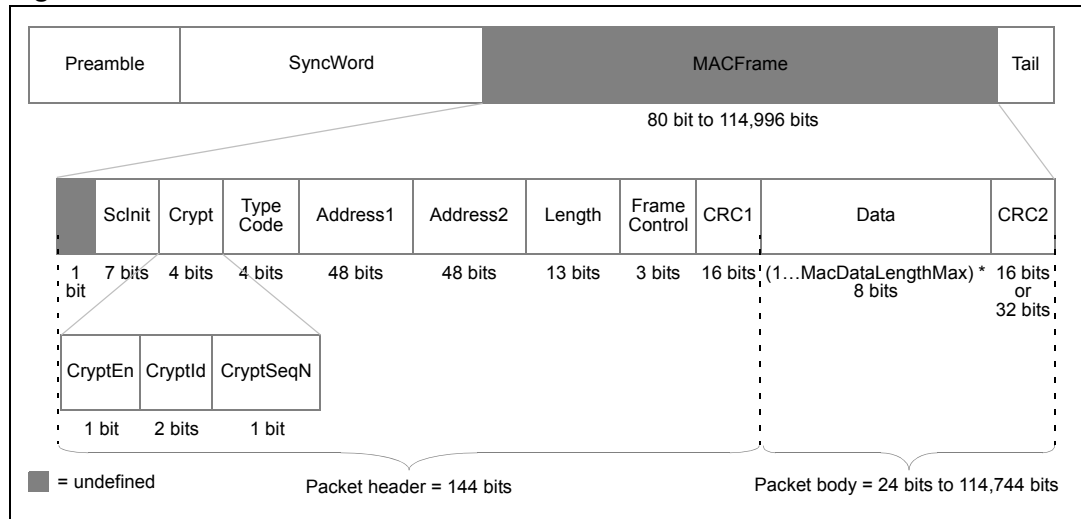 Preamble
SyncWord
MACFrame
Tail
80 bit to 114,996 bits
ScInit
Crypt
Type
Code
Address1
Address2
Length
Frame
Control
CRC1
Data
CRC2
1
bit
7 bits
4 bits
4 bits
48 bits
48 bits
13 bits
3 bits
16 bits
(1…MacDataLengthMax) *
8 bits
16 bits
or
32 bits
CryptEn
CryptId
CryptSeqN
1 bit
2 bits
1 bit
= undefined
Packet header = 144 bits
Packet body = 24 bits to 114,744 bits